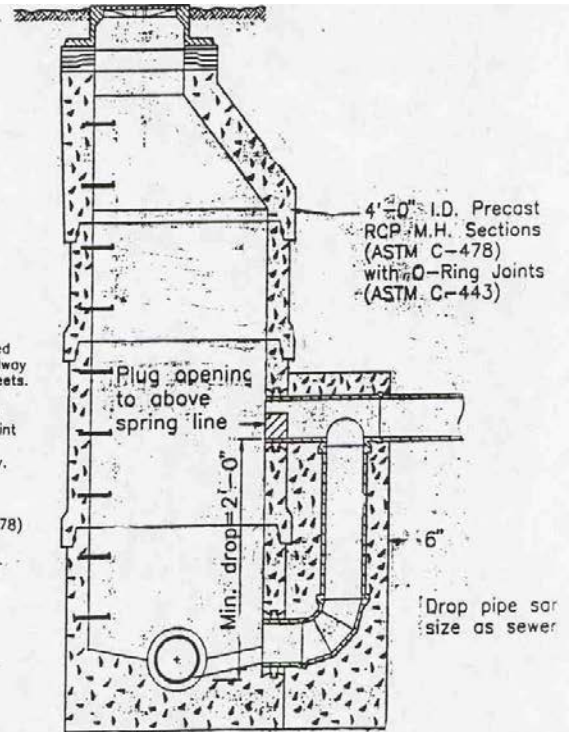 4'-0" I.D. Precast
RCP M.H. Sections
(ASTM C-478)
with O-Ring Joints
(ASTM C-443)
Plug opening
to above
spring line
Min. drop=2'-0"
6"
Drop pipe
size as sewer